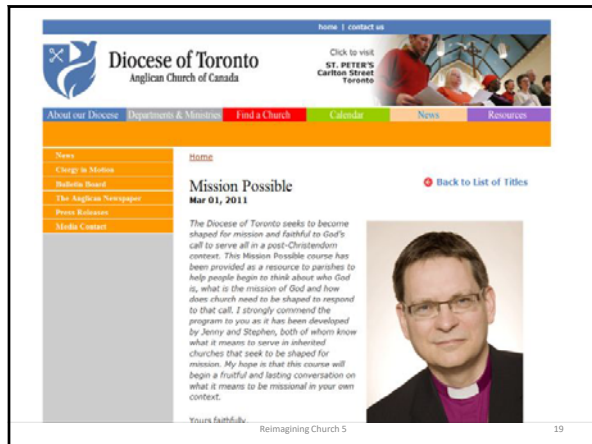 home | contact us
Diocese of Toronto
Anglican Church of Canada
Click to visit
ST. PETER'S
Carlton Street
Toronto
About our Diocese
Departments & Ministries
Find a Church
Calendar
News
Resources
News
Clergy in Motion
Bulletin Board
The Anglican Newspaper
Press Releases
Media Contact
Home
Mission Possible
Mar 01, 2011
Back to List of Titles
The Diocese of Toronto seeks to become
shaped for mission and faithful to God's
call to serve all in a post-Christendom
context. This Mission Possible course has
been provided as a resource to parishes to
help people begin to think about who God
is, what is the mission of God and how
does church need to be shaped to respond
to that call. I strongly commend the
program to you as it has been developed
by Jenny and Stephen, both of whom know
what it means to serve in inherited
churches that seek to be shaped for
mission. My hope is that this course will
begin a fruitful and lasting conversation on
what it means to be missional in your own
context.
Yours faithfully
Reimagining Church 5
19